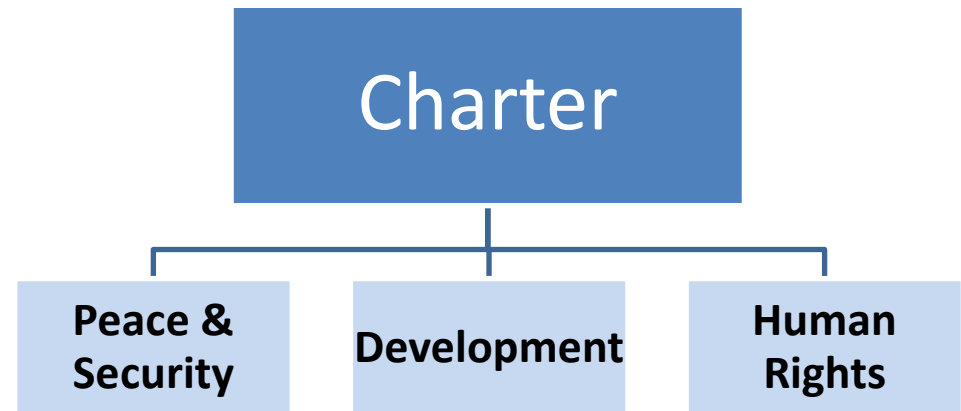 Charter
Peace &
Security
Development
Human
Rights